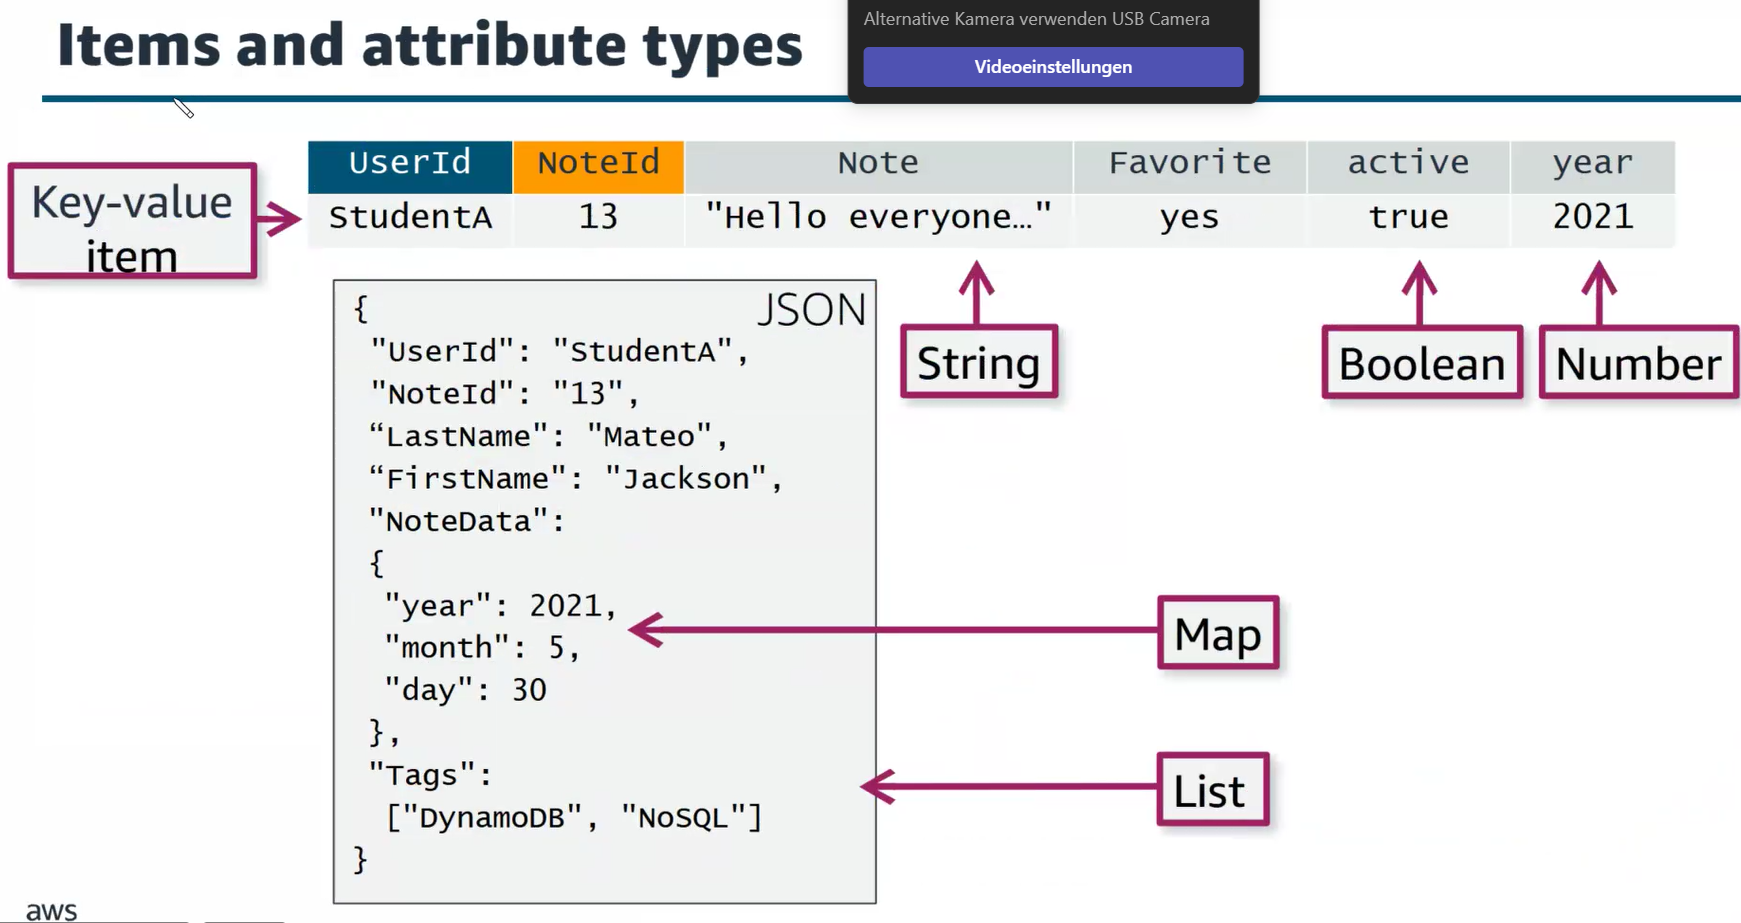 Items and attribute types
Alternative Kamera verwenden USB Camera
Videoeinstellungen
UserId NoteId Note Favorite active year
StudentA 13 "Hello everyone…" yes true 2021
Key-value
item
String
Boolean
Number
JSON
{
"UserId": "StudentA",
"NoteId": "13",
“LastName": "Mateo",
“FirstName": "Jackson",
"NoteData":
{
"year": 2021,
"month": 5,
"day": 30
},
"Tags":
["DynamoDB", "NoSQL"]
}
Map
List
aws